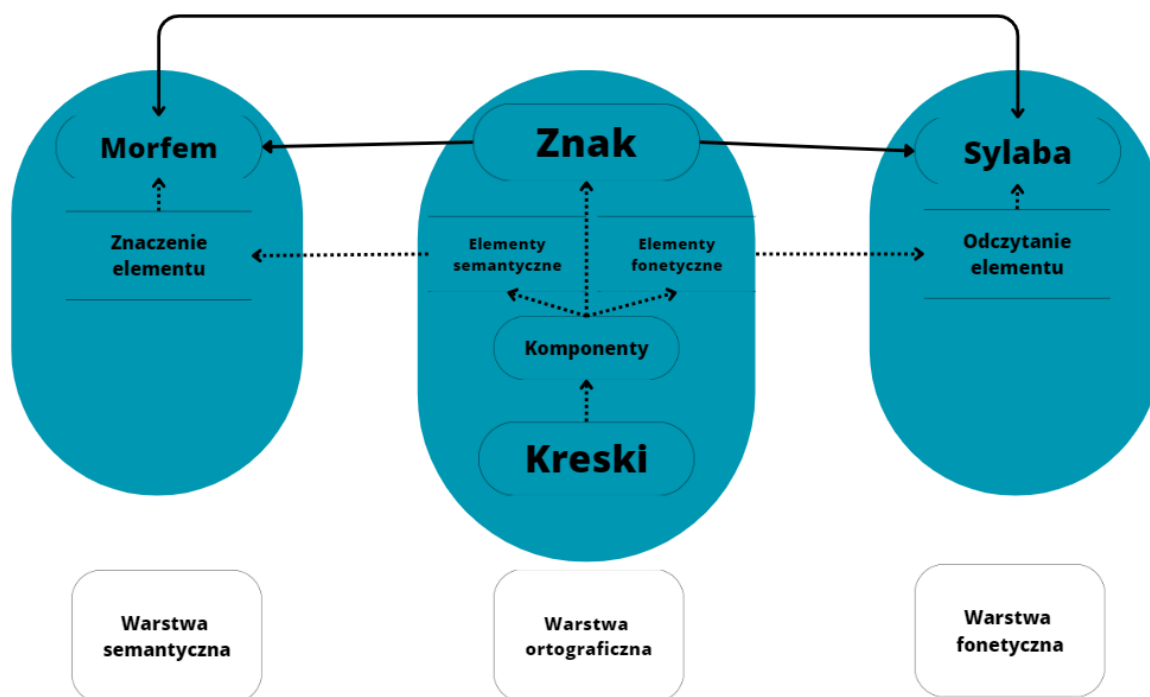 Morfem
Znak
Sylaba
Znaczenie
elementu
Elementy
semantyczne
Elementy
fonetyczne
Odczytanie
elementu
Komponenty
Kreski
Warstwa
semantyczna
Warstwa
ortograficzna
Warstwa
fonetyczna